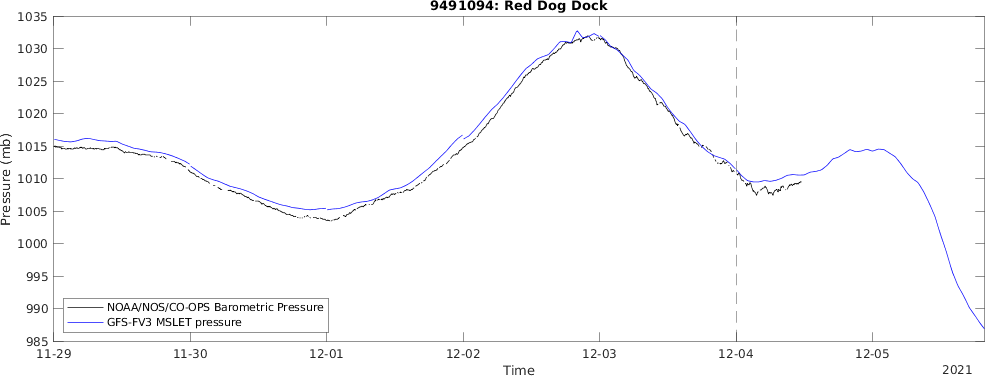 9491094: Red Dog Dock
Pressure (mb)
1035
1030
1025
1020
1015
1010
1005
1000
995
990
985
NOAA/NOS/CO-OPS Barometric Pressure
GFS-FV3 MSLET pressure
11-29 11-30 12-01 12-02 12-03 12-04 12-05
Time
2021